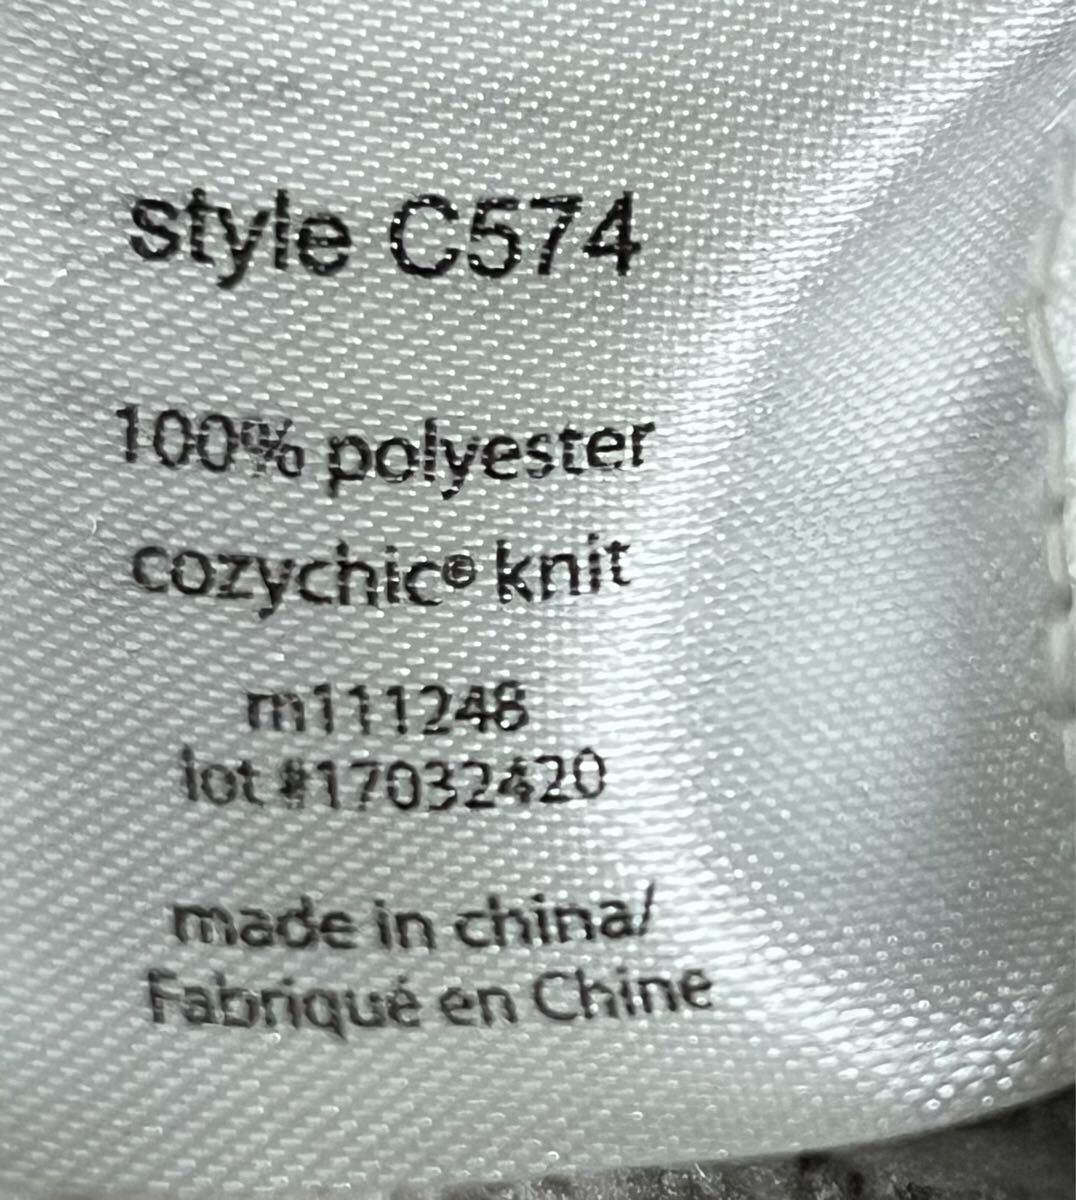 style C574
100% polyester
cozychic® knit
m111248
lot #17032420
made in china/
Fabriqué en Chine